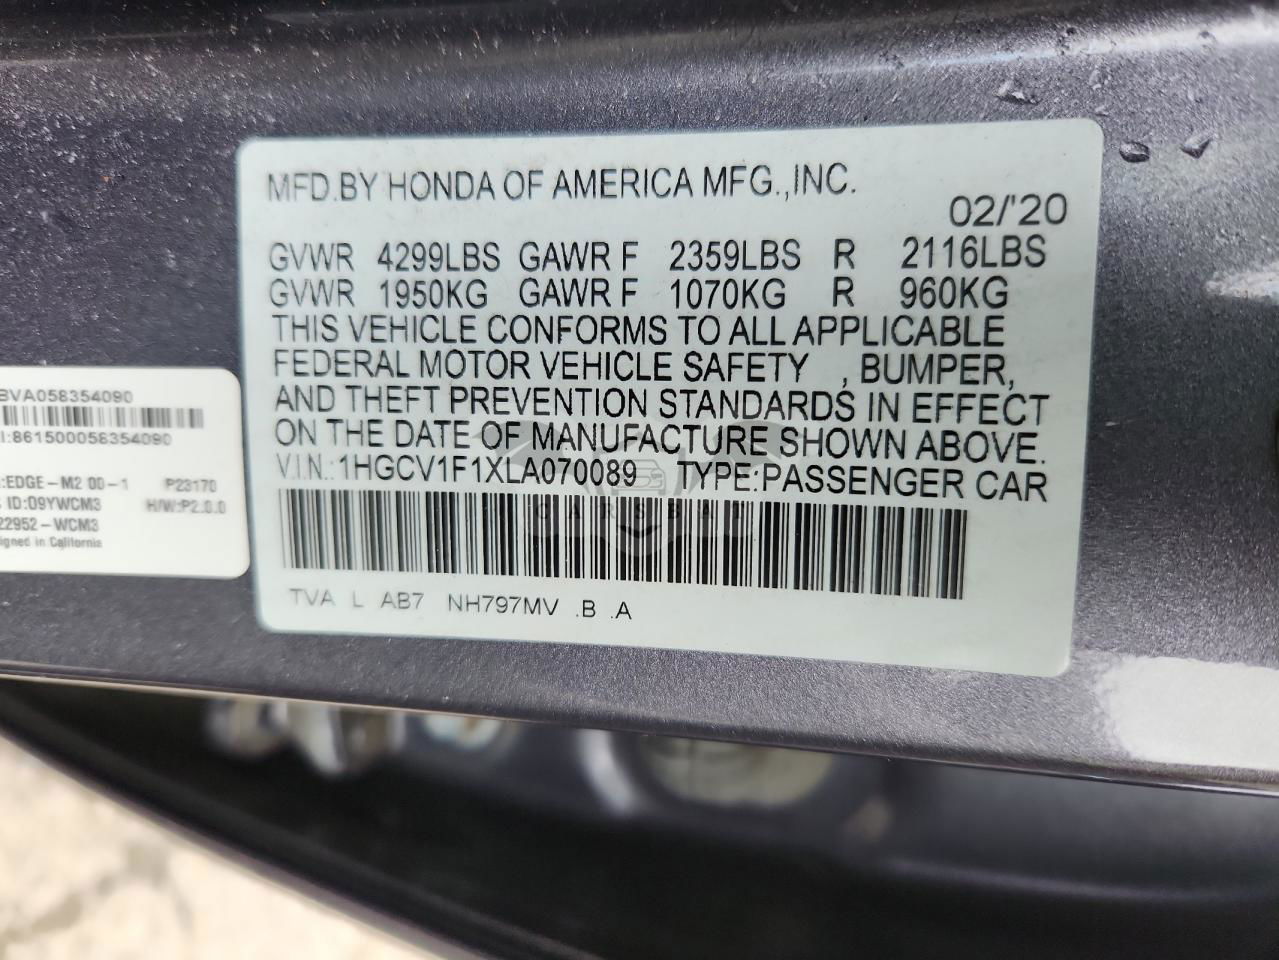 MFD.BY HONDA OF AMERICA MFG.,INC.
02/'20
GVWR 4299LBS GAWR F 2359LBS R 2116LBS
GVWR 1950KG GAWR F 1070KG R 960KG
THIS VEHICLE CONFORMS TO ALL APPLICABLE
FEDERAL MOTOR VEHICLE SAFETY , BUMPER,
AND THEFT PREVENTION STANDARDS IN EFFECT
ON THE DATE OF MANUFACTURE SHOWN ABOVE.
V.I.N.: 1HGCV1F1XLA070089 TYPE:PASSENGER CAR
CARSBAT
TVA L AB7 NH797MV .B .A
BVA058354090
I:861500058354090
:EDGE-M2 00-1 P23170
ID:09YWCM3 H/W:P2.0.0
22952-WCM3
igned in California